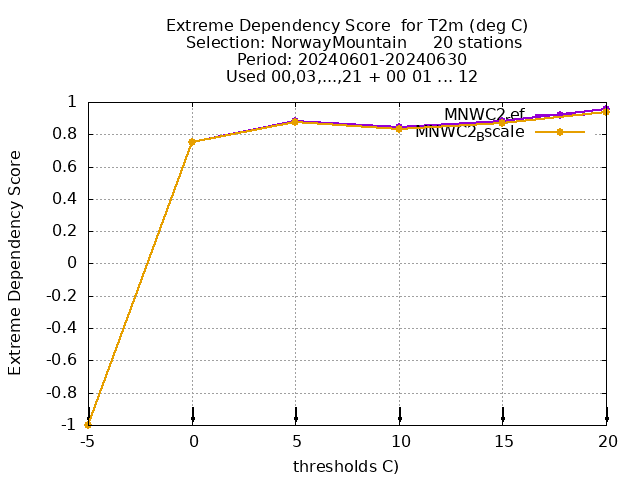 Extreme Dependency Score  for T2m (deg C)
Selection: NorwayMountain     20 stations
Period: 20240601-20240630
Used 00,03,...,21 + 00 01 ... 12
MNWC2.ef
MNWC2_Bscale
1
0.8
0.6
0.4
0.2
0
-0.2
-0.4
-0.6
-0.8
-1
Extreme Dependency Score
-5 0 5 10 15 20
thresholds C)